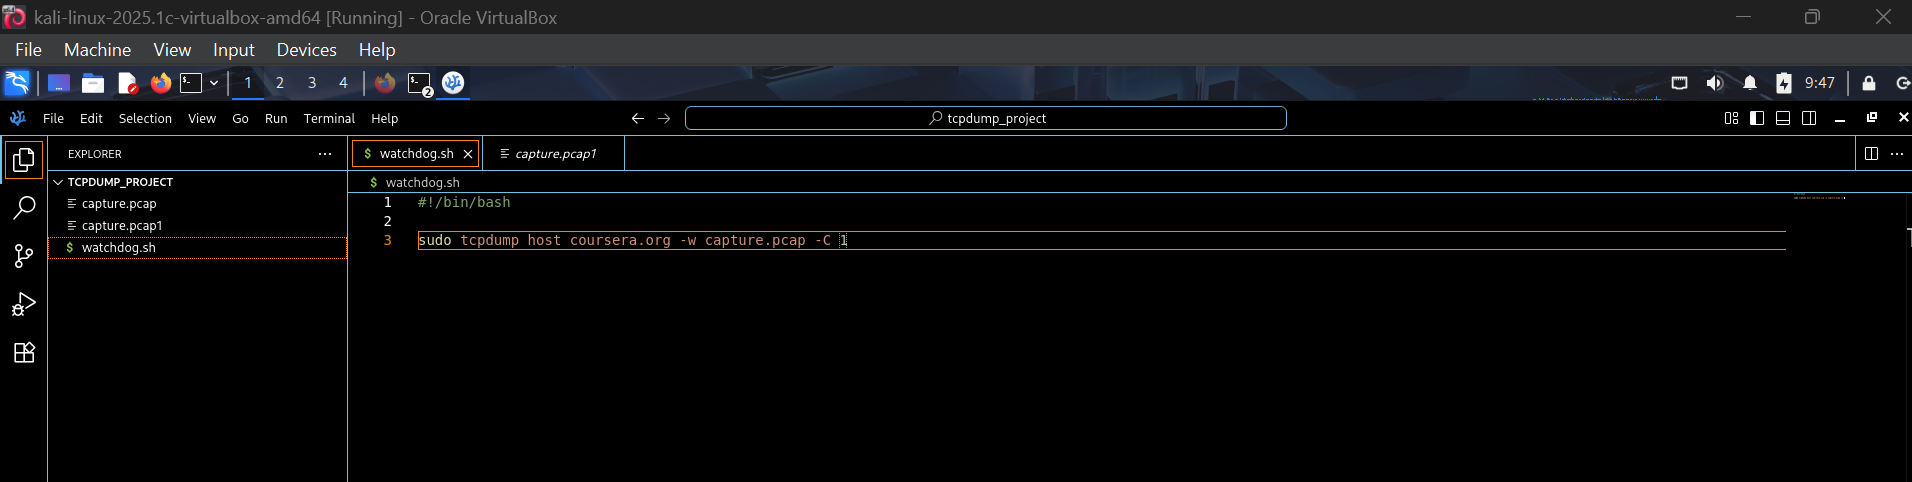 kali-linux-2025.1c-virtualbox-amd64 [Running] - Oracle VirtualBox
File Machine View Input Devices Help
1 2 3 4 2 9:47
File Edit Selection View Go Run Terminal Help tcpdump_project
EXPLORER ... $ watchdog.sh capture.pcap1 ...
TCPDUMP_PROJECT $ watchdog.sh
capture.pcap
capture.pcap1
$ watchdog.sh
1 #!/bin/bash
2
3 sudo tcpdump host coursera.org -w capture.pcap -C 1